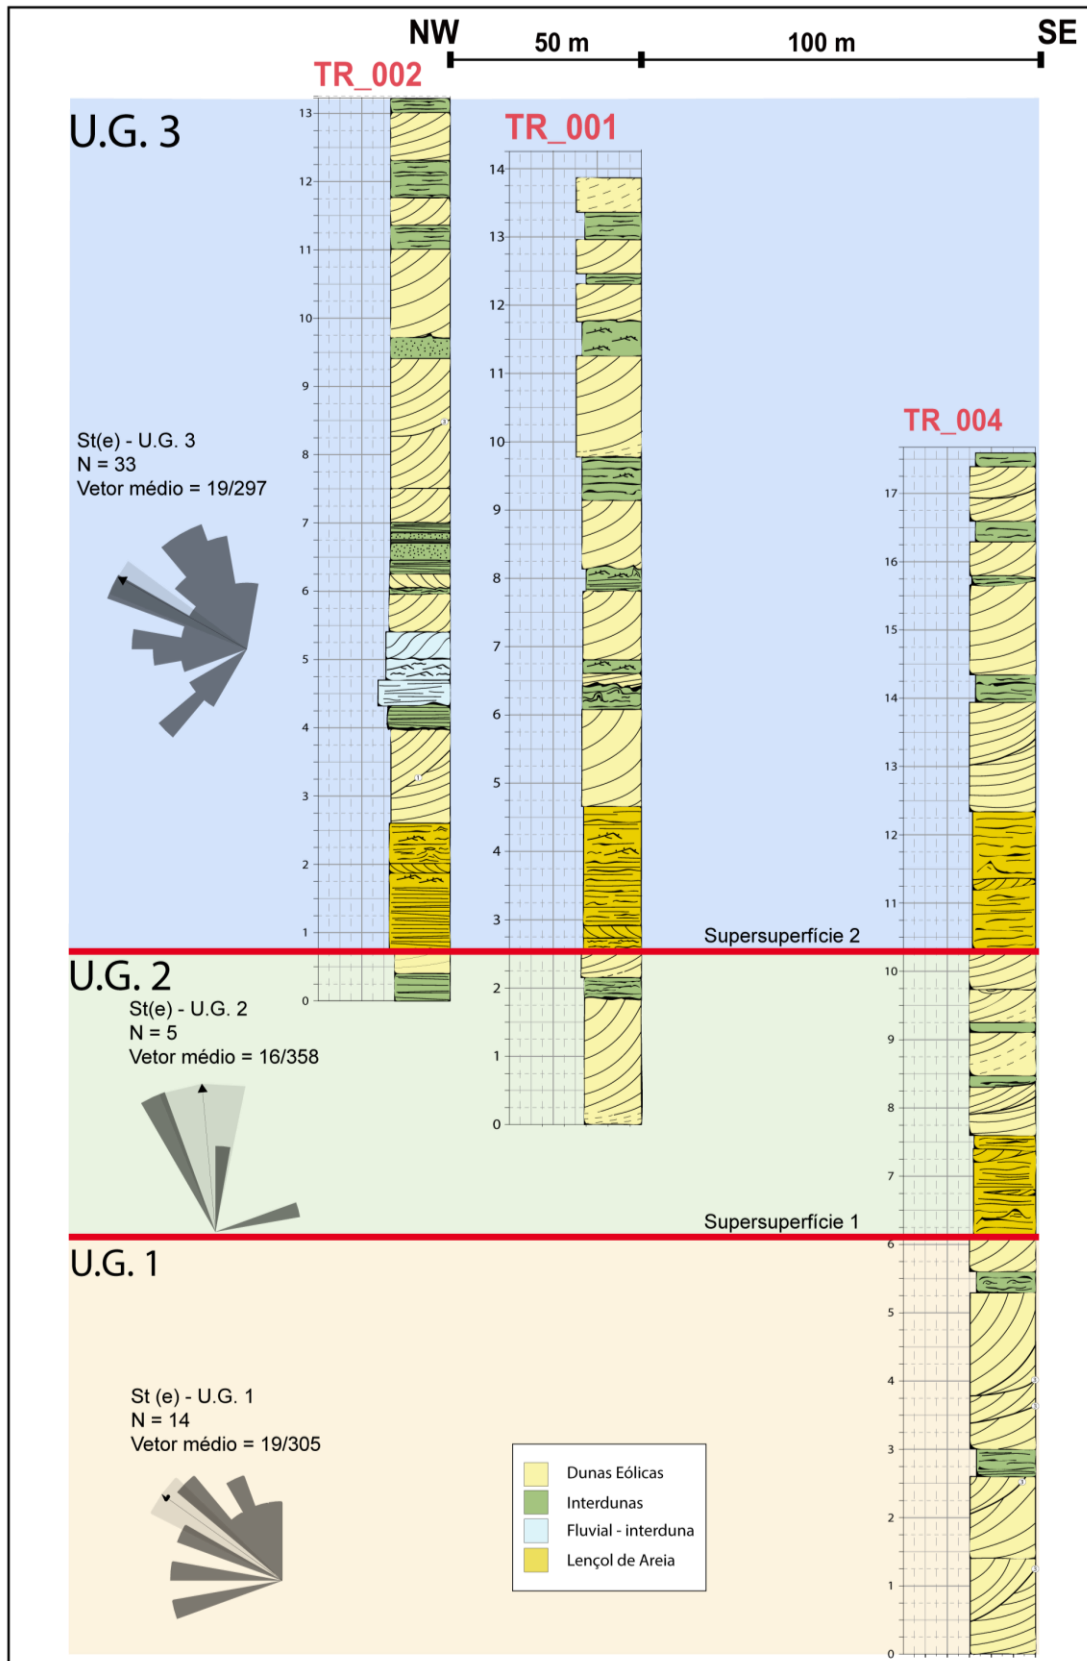 NW
50 m
100 m
SE
TR_002
13
12
11
10
9
8
7
6
5
4
3
2
1
0
TR_001
14
13
12
11
10
9
8
7
6
5
4
3
2
1
0
TR_004
17
16
15
14
13
12
11
10
9
8
7
6
5
4
3
2
1
0
U.G. 3
St(e) - U.G. 3
N = 33
Vetor médio = 19/297
Supersuperfície 2
U.G. 2
St(e) - U.G. 2
N = 5
Vetor médio = 16/358
Supersuperfície 1
U.G. 1
St (e) - U.G. 1
N = 14
Vetor médio = 19/305
Dunas Eólicas
Interdunas
Fluvial - interduna
Lençol de Areia